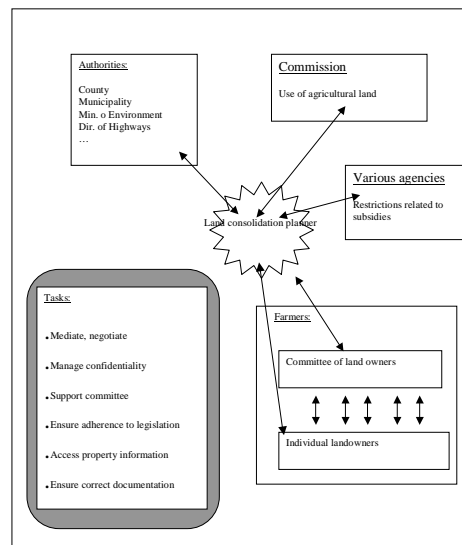 Authorities:
County
Municipality
Min. o Environment
Dir. of Highways
…
Commission
Use of agricultural land
Various agencies
Restrictions related to
subsidies
Land consolidation planner
Tasks:
•Mediate, negotiate
•Manage confidentiality
•Support committee
•Ensure adherence to legislation
•Access property information
•Ensure correct documentation
Farmers:
Committee of land owners
Individual landowners